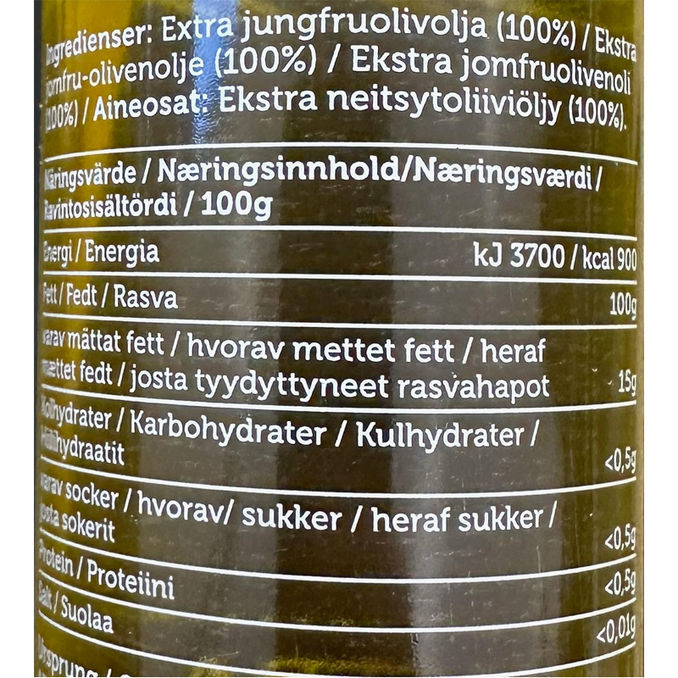 Ingredienser: Extra jungfruolivolja (100%) / Ekstra
jomfru-olivenolje (100%) / Ekstra jomfruolivenoli
(100%) / Aineosat: Ekstra neitsytoliiviöljy (100%).
Näringsvärde / Næringsinnhold/Næringsværdi /
Ravintosisältördi / 100g
Energi / Energia kJ 3700 / kcal 900
Fett / Fedt / Rasva 100g
varav mättat fett / hvorav mettet fett / heraf
mættet fedt / josta tyydyttyneet rasvahapot 15g
Kolhydrater / Karbohydrater / Kulhydrater /
Hiilihydraatit <0,5g
varav socker / hvorav/ sukker / heraf sukker /
josta sokerit <0,5g
Protein / Proteiini <0,5g
Salt / Suolaa <0,01g
Ursprung /